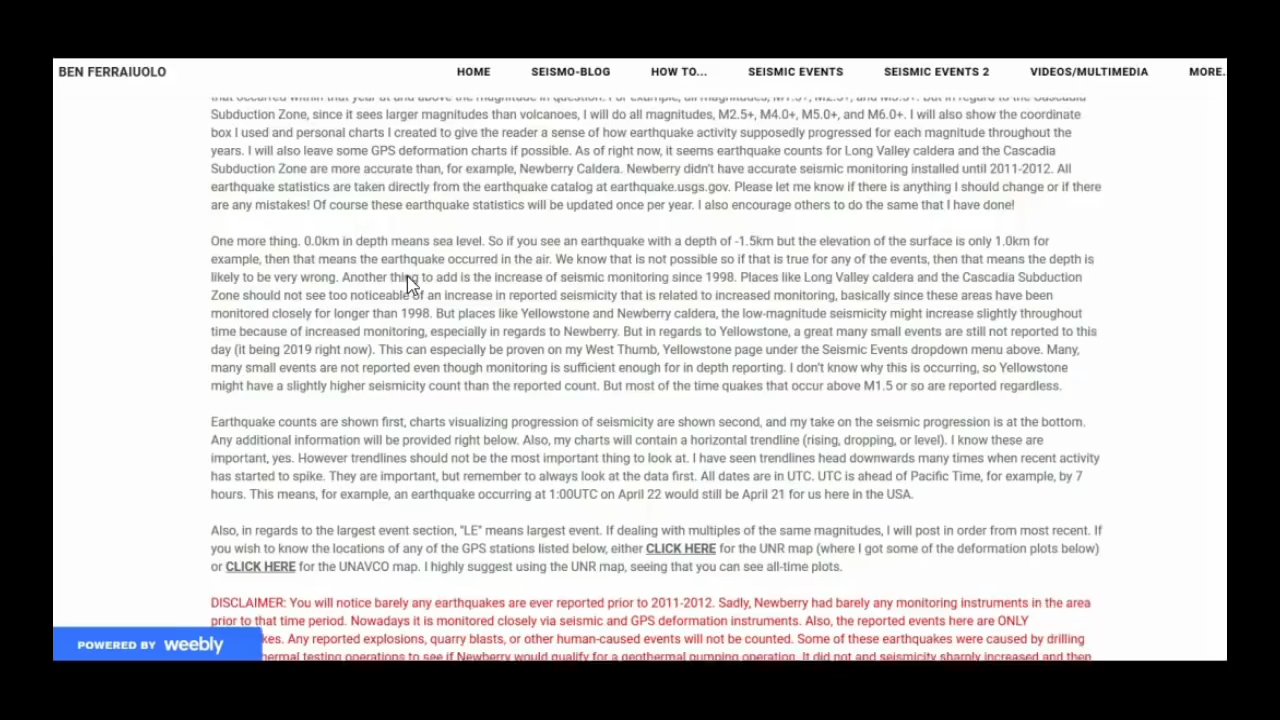 BEN FERRAIUOLO
HOME SEISMO-BLOG HOW TO... SEISMIC EVENTS SEISMIC EVENTS 2 VIDEOS/MULTIMEDIA MORE.
that occurred within that year at and above the magnitude in question. For example, all magnitudes, M1.5+, M2.5+, and M3.5+. But in regard to the Cascadia
Subduction Zone, since it sees larger magnitudes than volcanoes, I will do all magnitudes, M2.5+, M4.0+, M5.0+, and M6.0+. I will also show the coordinate
box I used and personal charts I created to give the reader a sense of how earthquake activity supposedly progressed for each magnitude throughout the
years. I will also leave some GPS deformation charts if possible. As of right now, it seems earthquake counts for Long Valley caldera and the Cascadia
Subduction Zone are more accurate than, for example, Newberry Caldera. Newberry didn't have accurate seismic monitoring installed until 2011-2012. All
earthquake statistics are taken directly from the earthquake catalog at earthquake.usgs.gov. Please let me know if there is anything I should change or if there
are any mistakes! Of course these earthquake statistics will be updated once per year. I also encourage others to do the same that I have done!
One more thing. 0.0km in depth means sea level. So if you see an earthquake with a depth of -1.5km but the elevation of the surface is only 1.0km for
example, then that means the earthquake occurred in the air. We know that is not possible so if that is true for any of the events, then that means the depth is
likely to be very wrong. Another thing to add is the increase of seismic monitoring since 1998. Places like Long Valley caldera and the Cascadia Subduction
Zone should not see too noticeable of an increase in reported seismicity that is related to increased monitoring, basically since these areas have been
monitored closely for longer than 1998. But places like Yellowstone and Newberry caldera, the low-magnitude seismicity might increase slightly throughout
time because of increased monitoring, especially in regards to Newberry. But in regards to Yellowstone, a great many small events are still not reported to this
day (it being 2019 right now). This can especially be proven on my West Thumb, Yellowstone page under the Seismic Events dropdown menu above. Many,
many small events are not reported even though monitoring is sufficient enough for in depth reporting. I don't know why this is occurring, so Yellowstone
might have a slightly higher seismicity count than the reported count. But most of the time quakes that occur above M1.5 or so are reported regardless.
Earthquake counts are shown first, charts visualizing progression of seismicity are shown second, and my take on the seismic progression is at the bottom.
Any additional information will be provided right below. Also, my charts will contain a horizontal trendline (rising, dropping, or level). I know these are
important, yes. However trendlines should not be the most important thing to look at. I have seen trendlines head downwards many times when recent activity
has started to spike. They are important, but remember to always look at the data first. All dates are in UTC. UTC is ahead of Pacific Time, for example, by 7
hours. This means, for example, an earthquake occurring at 1:00UTC on April 22 would still be April 21 for us here in the USA.
Also, in regards to the largest event section, "LE" means largest event. If dealing with multiples of the same magnitudes, I will post in order from most recent. If
you wish to know the locations of any of the GPS stations listed below, either CLICK HERE for the UNR map (where I got some of the deformation plots below)
or CLICK HERE for the UNAVCO map. I highly suggest using the UNR map, seeing that you can see all-time plots.
DISCLAIMER: You will notice barely any earthquakes are ever reported prior to 2011-2012. Sadly, Newberry had barely any monitoring instruments in the area
prior to that time period. Nowadays it is monitored closely via seismic and GPS deformation instruments. Also, the reported events here are ONLY
kes. Any reported explosions, quarry blasts, or other human-caused events will not be counted. Some of these earthquakes were caused by drilling
hermal testing operations to see if Newberry would qualify for a geothermal pumping operation. It did not and seismicity sharply increased and then
POWERED BY weebly